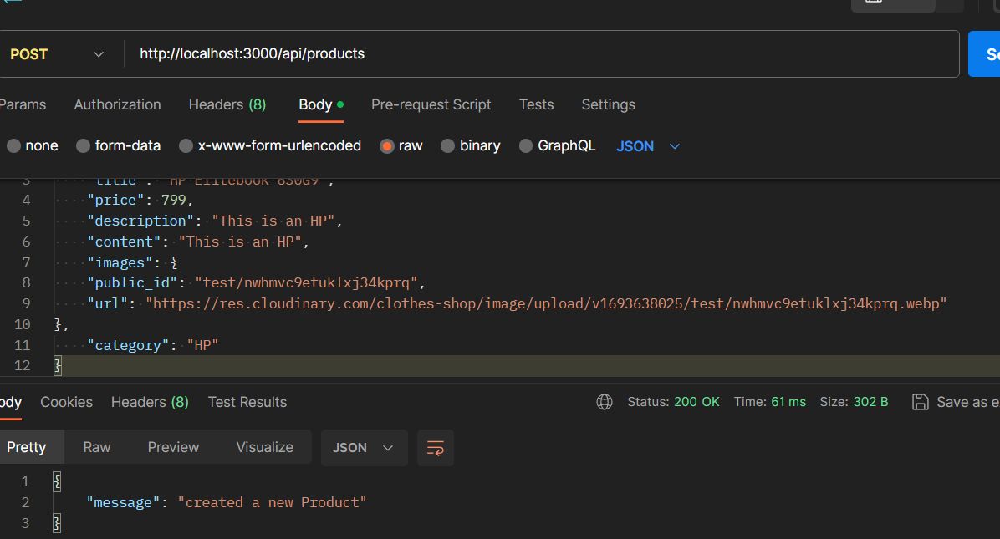 POST http://localhost:3000/api/products
Params Authorization Headers (8) Body Pre-request Script Tests Settings
none form-data x-www-form-urlencoded raw binary GraphQL JSON
3 "title": "HP Elitebook 630G9",
4 "price": 799,
5 "description": "This is an HP",
6 "content": "This is an HP",
7 "images": {
8 "public_id": "test/nwhmvc9etuklxj34kprq",
9 "url": "https://res.cloudinary.com/clothes-shop/image/upload/v1693638025/test/nwhmvc9etuklxj34kprq.webp"
10 },
11 "category": "HP"
12 }
ody Cookies Headers (8) Test Results Status: 200 OK Time: 61 ms Size: 302 B Save as e
Pretty Raw Preview Visualize JSON
1 {
2 "message": "created a new Product"
3 }